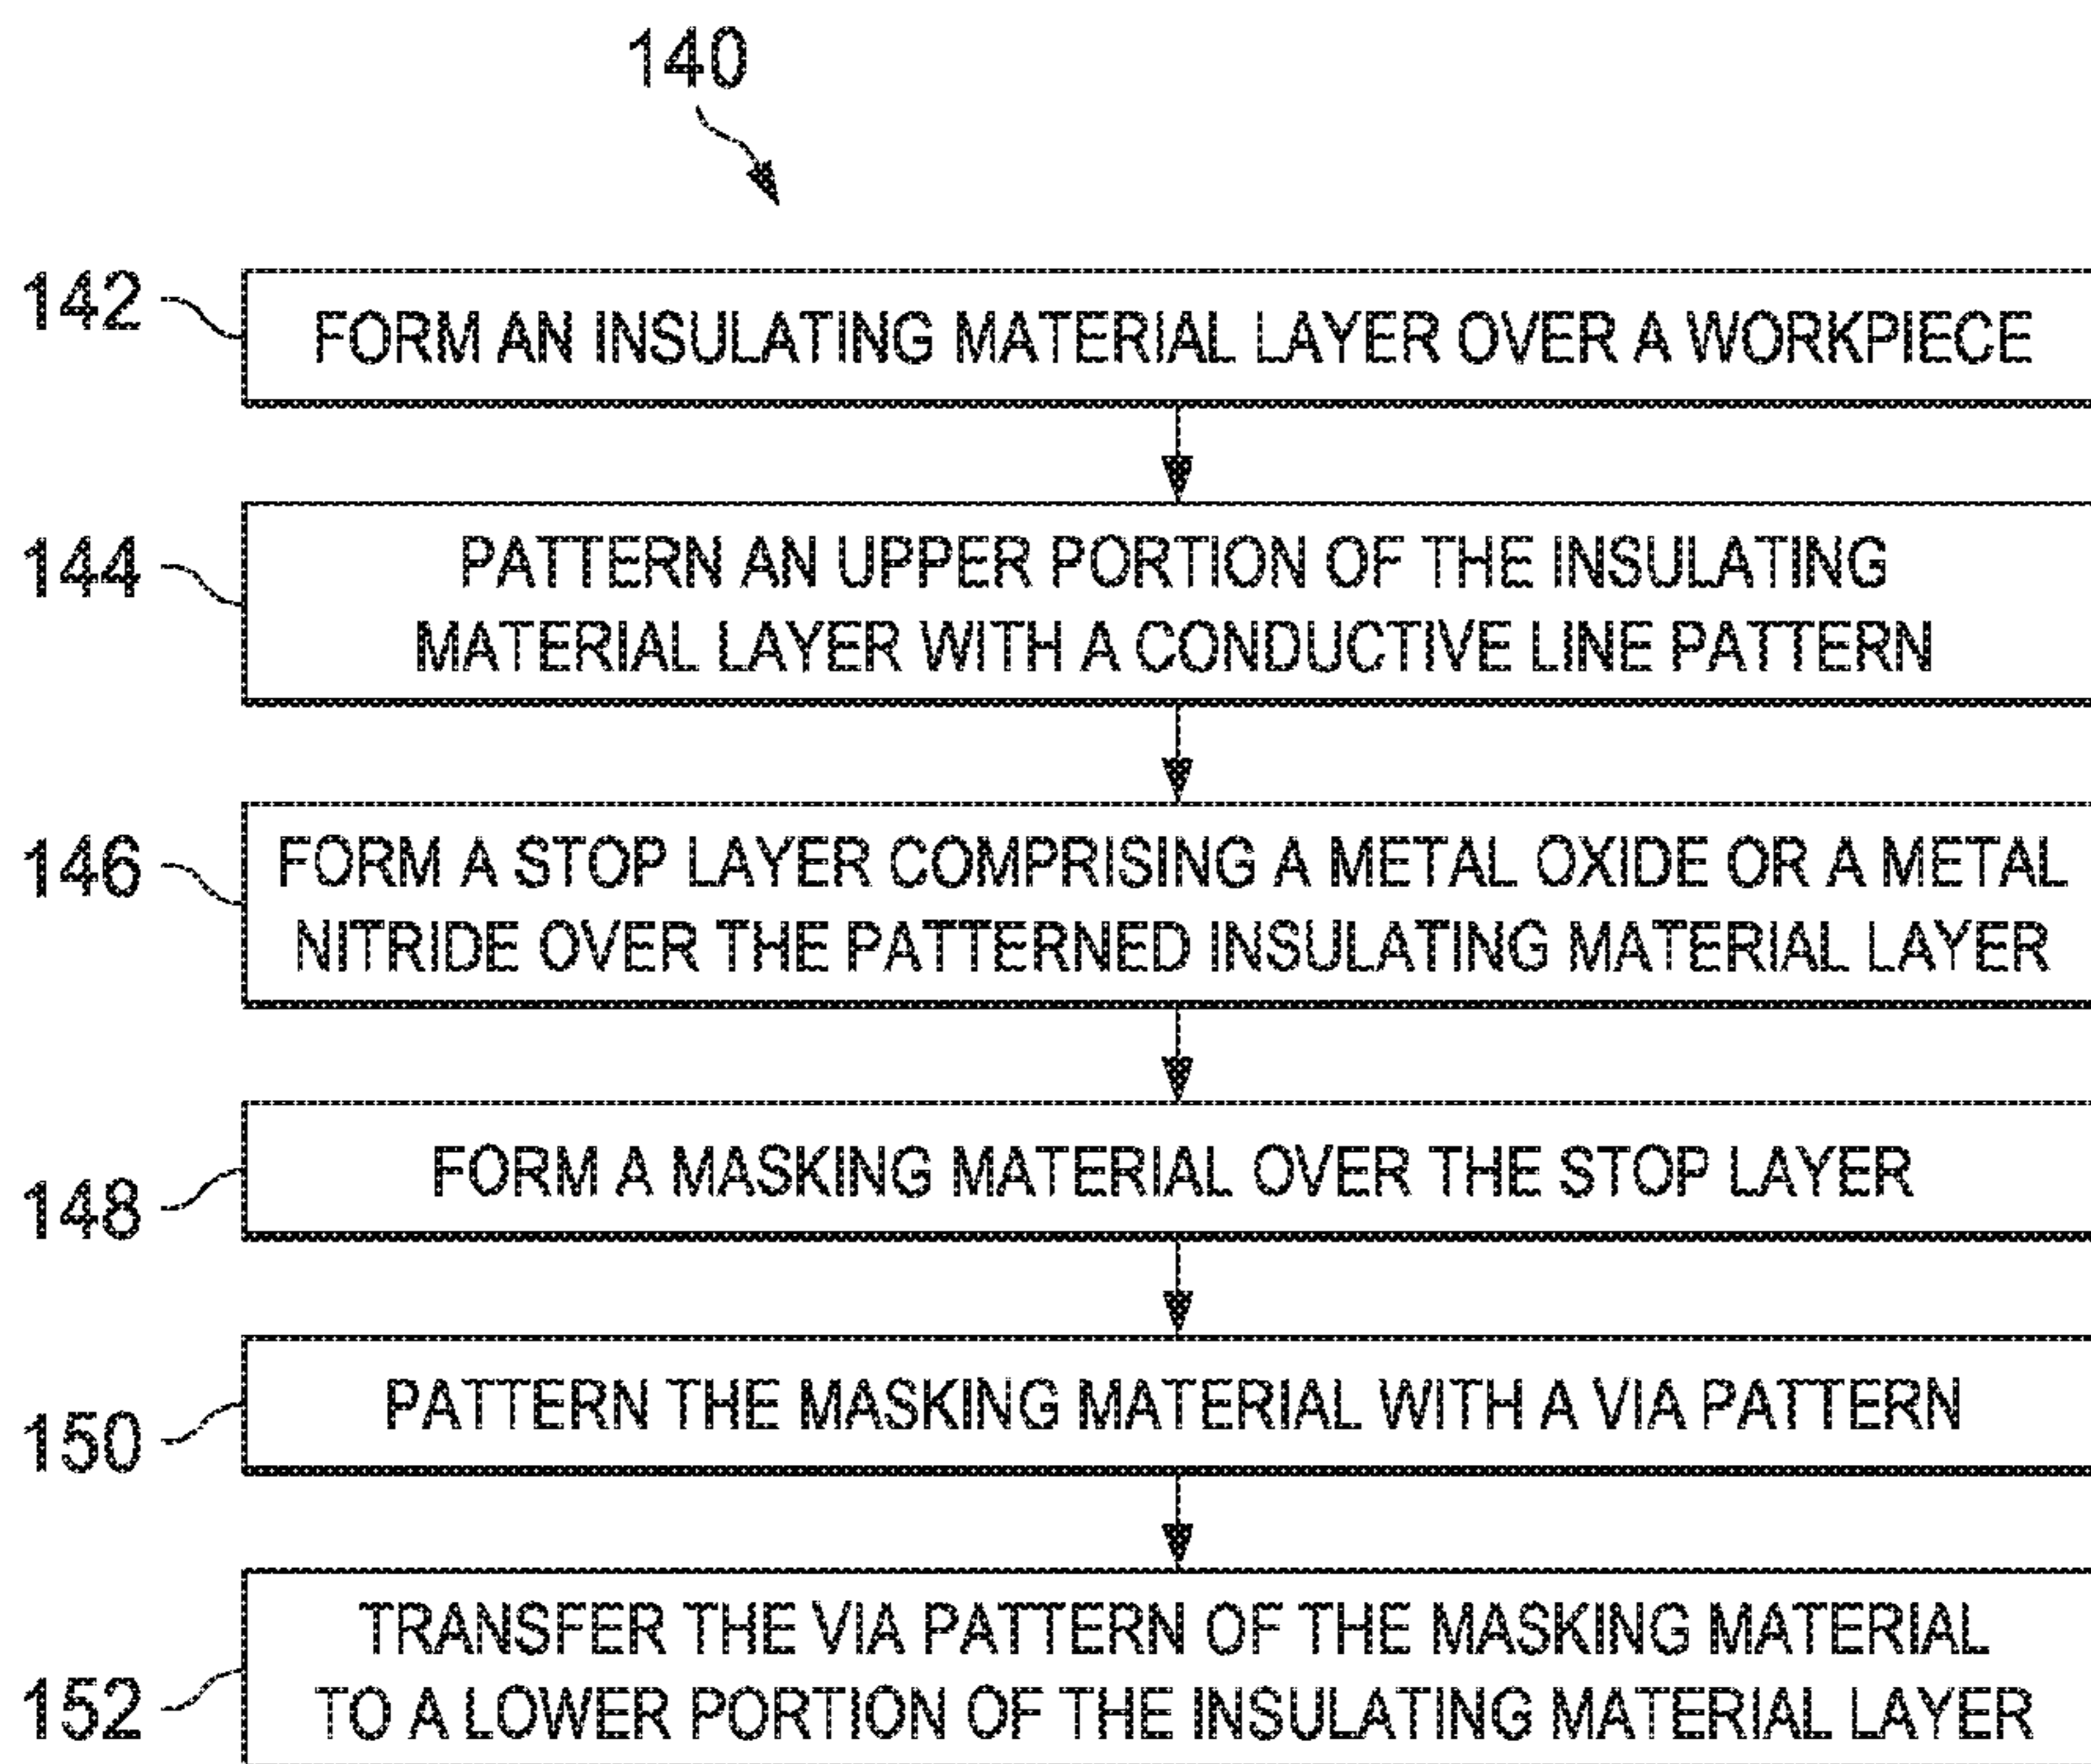 140
142
FORM AN INSULATING MATERIAL LAYER OVER A WORKPIECE
144
PATTERN AN UPPER PORTION OF THE INSULATING
MATERIAL LAYER WITH A CONDUCTIVE LINE PATTERN
146
FORM A STOP LAYER COMPRISING A METAL OXIDE OR A METAL
NITRIDE OVER THE PATTERNED INSULATING MATERIAL LAYER
148
FORM A MASKING MATERIAL OVER THE STOP LAYER
150
PATTERN THE MASKING MATERIAL WITH A VIA PATTERN
152
TRANSFER THE VIA PATTERN OF THE MASKING MATERIAL
TO A LOWER PORTION OF THE INSULATING MATERIAL LAYER